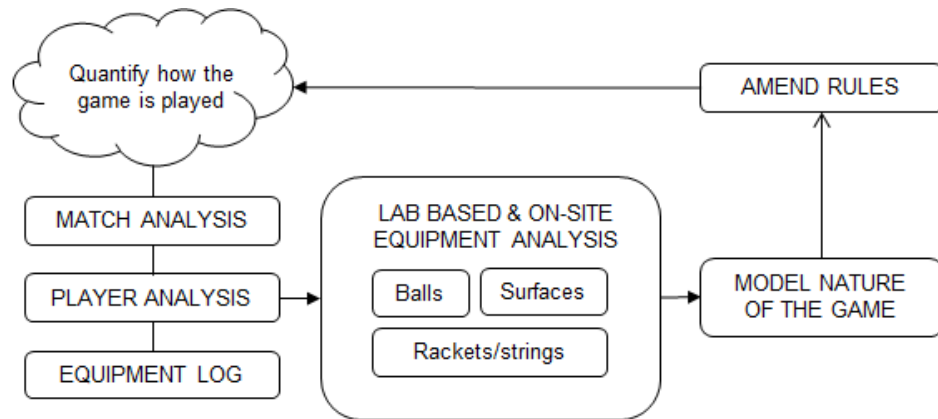 Quantify how the
game is played
AMEND RULES
MATCH ANALYSIS
PLAYER ANALYSIS
EQUIPMENT LOG
LAB BASED & ON-SITE
EQUIPMENT ANALYSIS
Balls
Surfaces
Rackets/strings
MODEL NATURE
OF THE GAME